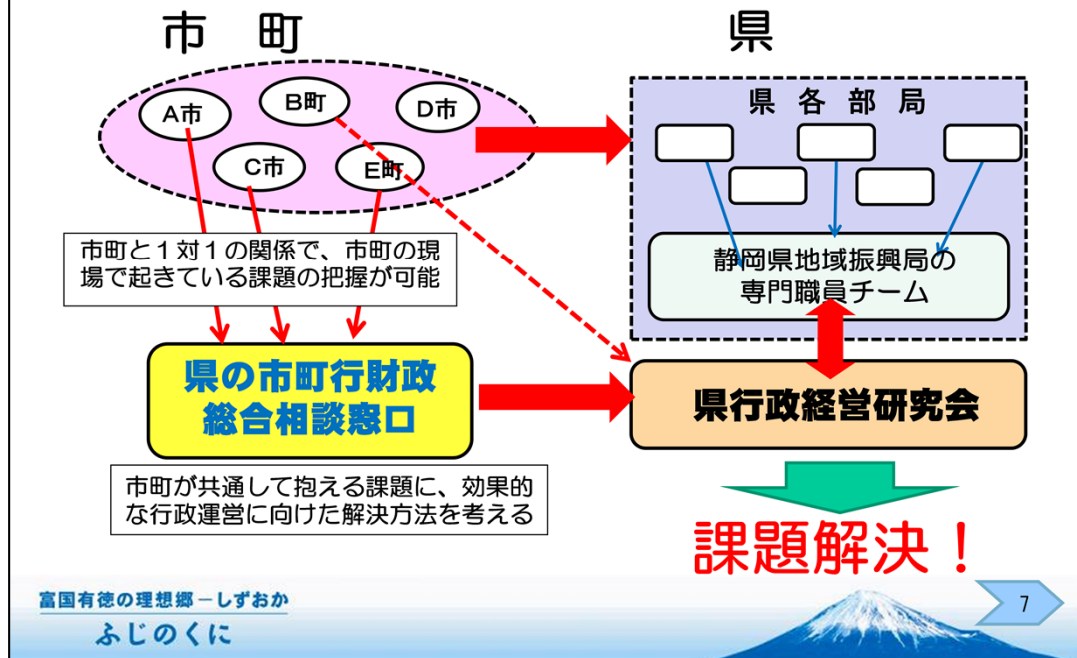 市 町
県
A市
B町
D市
C市
E町
県 各 部 局
市町と１対１の関係で、市町の現
場で起きている課題の把握が可能
静岡県地域振興局の
専門職員チーム
県の市町行財政
総合相談窓口
県行政経営研究会
市町が共通して抱える課題に、効果的
な行政運営に向けた解決方法を考える
課題解決！
富国有徳の理想郷－しずおか
ふじのくに
7